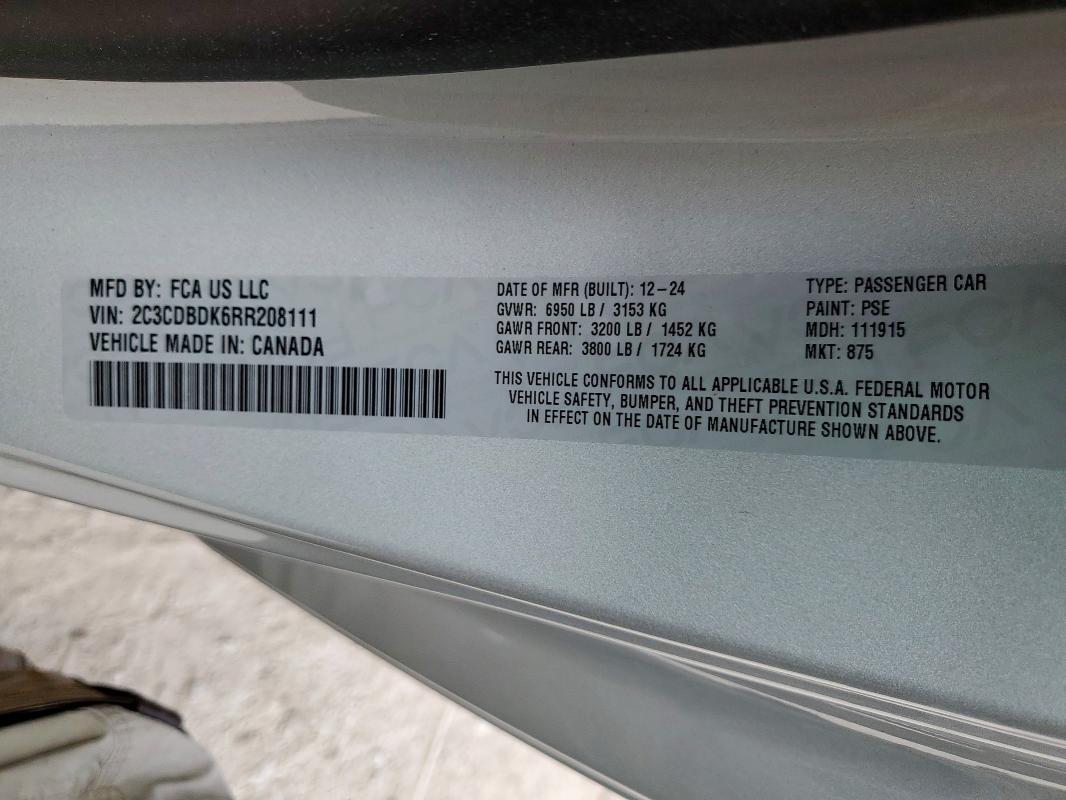 MFD BY: FCA US LLC
VIN: 2C3CDBDK6RR208111
VEHICLE MADE IN: CANADA
DATE OF MFR (BUILT): 12-24
GVWR: 6950 LB / 3153 KG
GAWR FRONT: 3200 LB / 1452 KG
GAWR REAR: 3800 LB / 1724 KG
TYPE: PASSENGER CAR
PAINT: PSE
MDH: 111915
MKT: 875
THIS VEHICLE CONFORMS TO ALL APPLICABLE U.S.A. FEDERAL MOTOR
VEHICLE SAFETY, BUMPER, AND THEFT PREVENTION STANDARDS
IN EFFECT ON THE DATE OF MANUFACTURE SHOWN ABOVE.